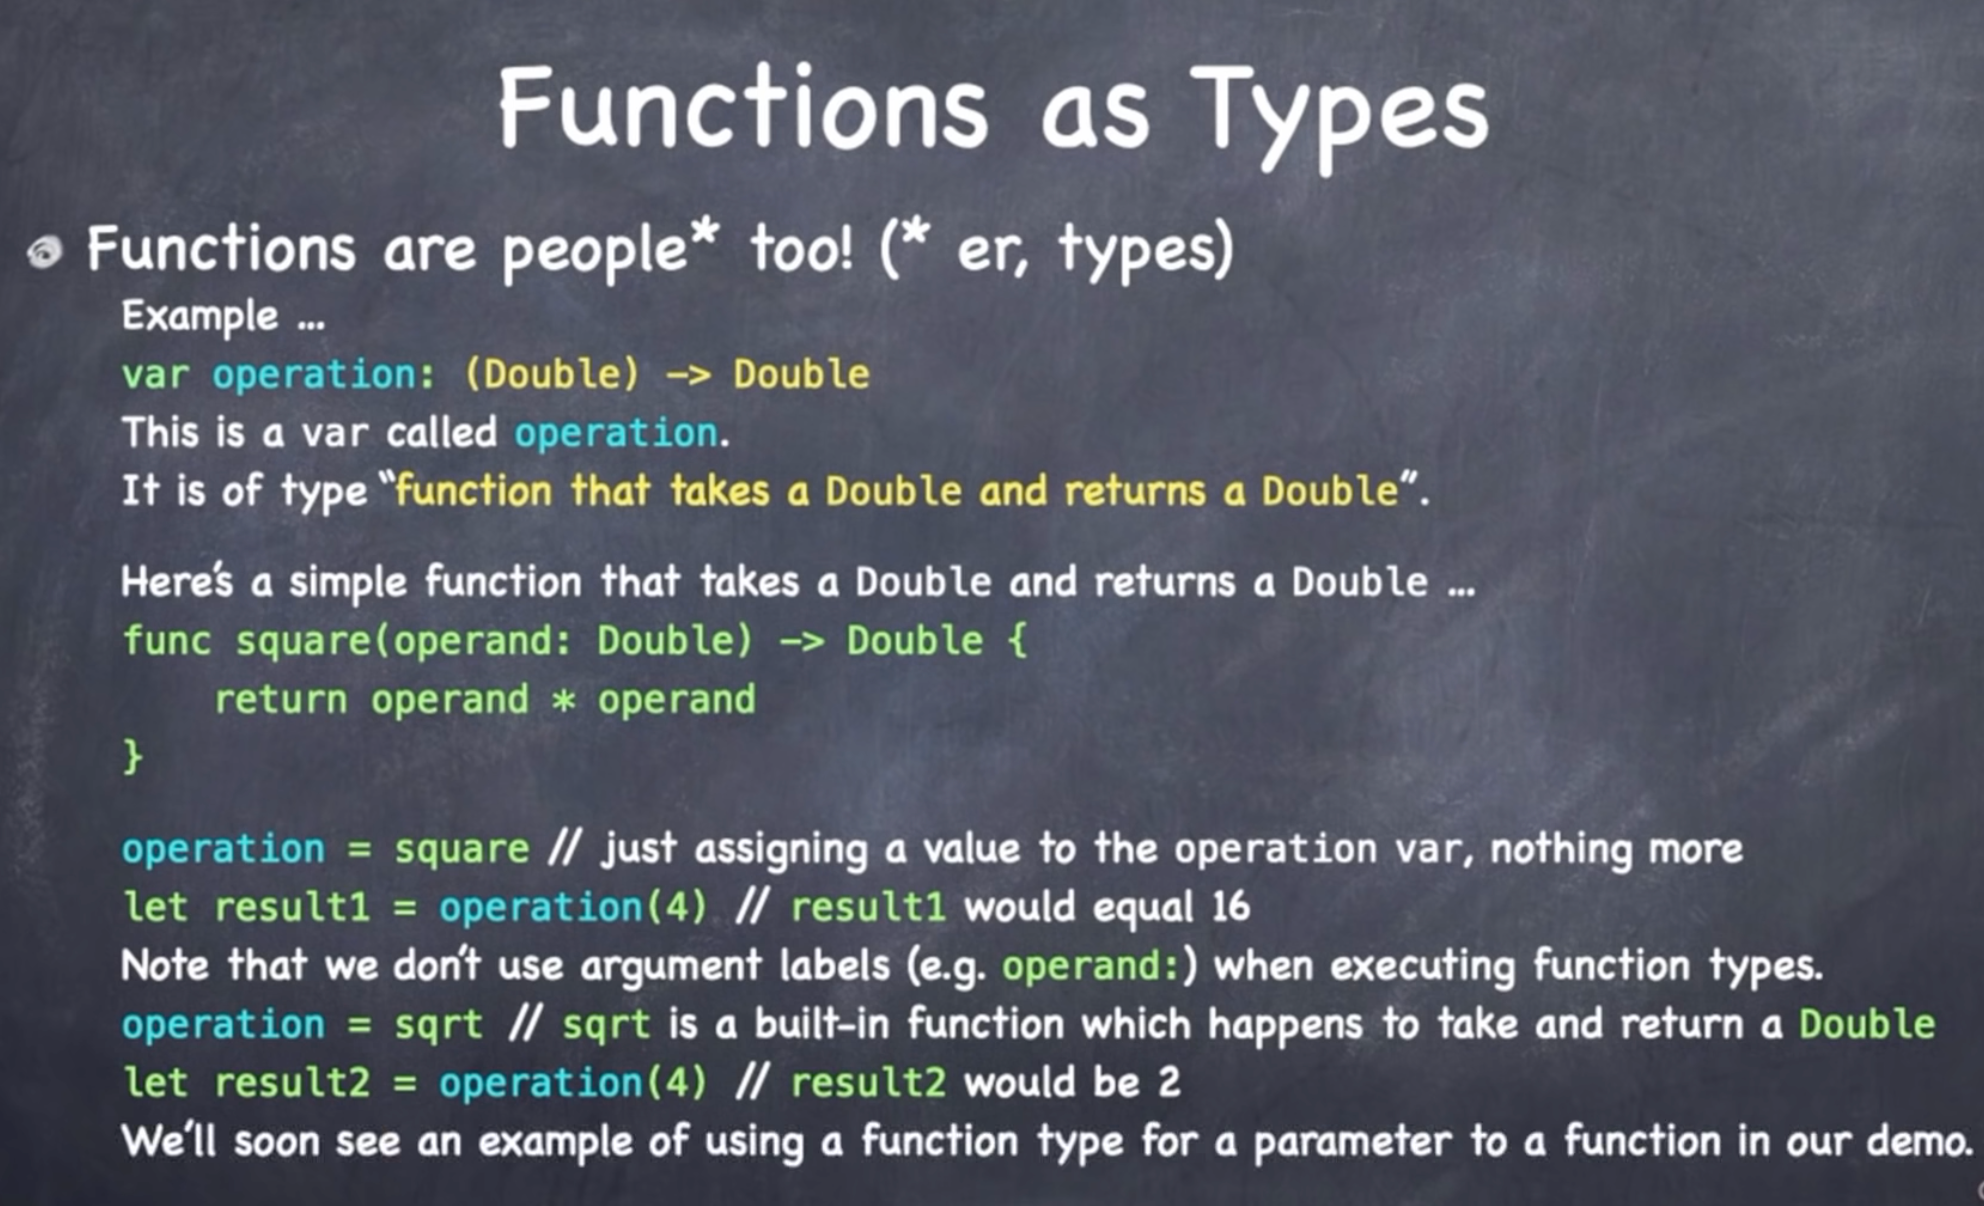 Functions as Types
Functions are people* too! (* er, types)
Example ...
var operation: (Double) -> Double
This is a var called operation.
It is of type “function that takes a Double and returns a Double”.
Here's a simple function that takes a Double and returns a Double ...
func square(operand: Double) -> Double {
    return operand * operand
}
operation = square // just assigning a value to the operation var, nothing more
let result1 = operation(4) // result1 would equal 16
Note that we don't use argument labels (e.g. operand:) when executing function types.
operation = sqrt // sqrt is a built-in function which happens to take and return a Double
let result2 = operation(4) // result2 would be 2
We'll soon see an example of using a function type for a parameter to a function in our demo.